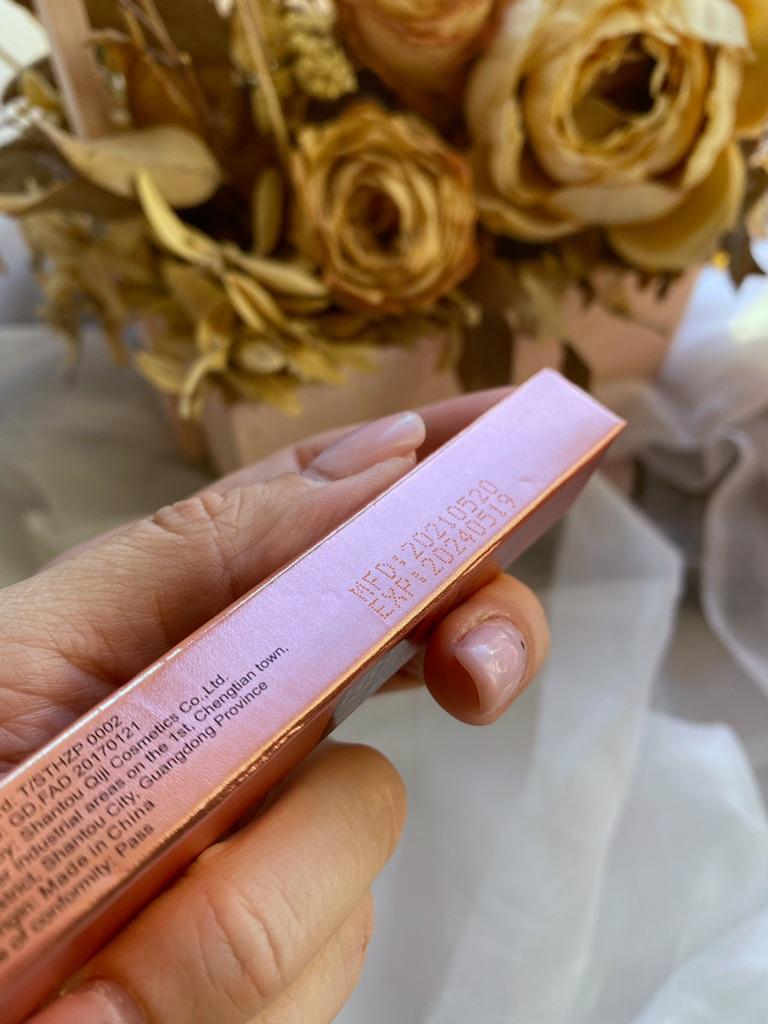 MFD:20210520
EXP:20240519
d. T/STHZP 0002
GD FAD 20170121
Shantou Qiji Cosmetics Co.,Ltd.
industrial areas on the 1st, Chengtian town,
Shantou City, Guangdong Province
Made in China
of conformity: Pass